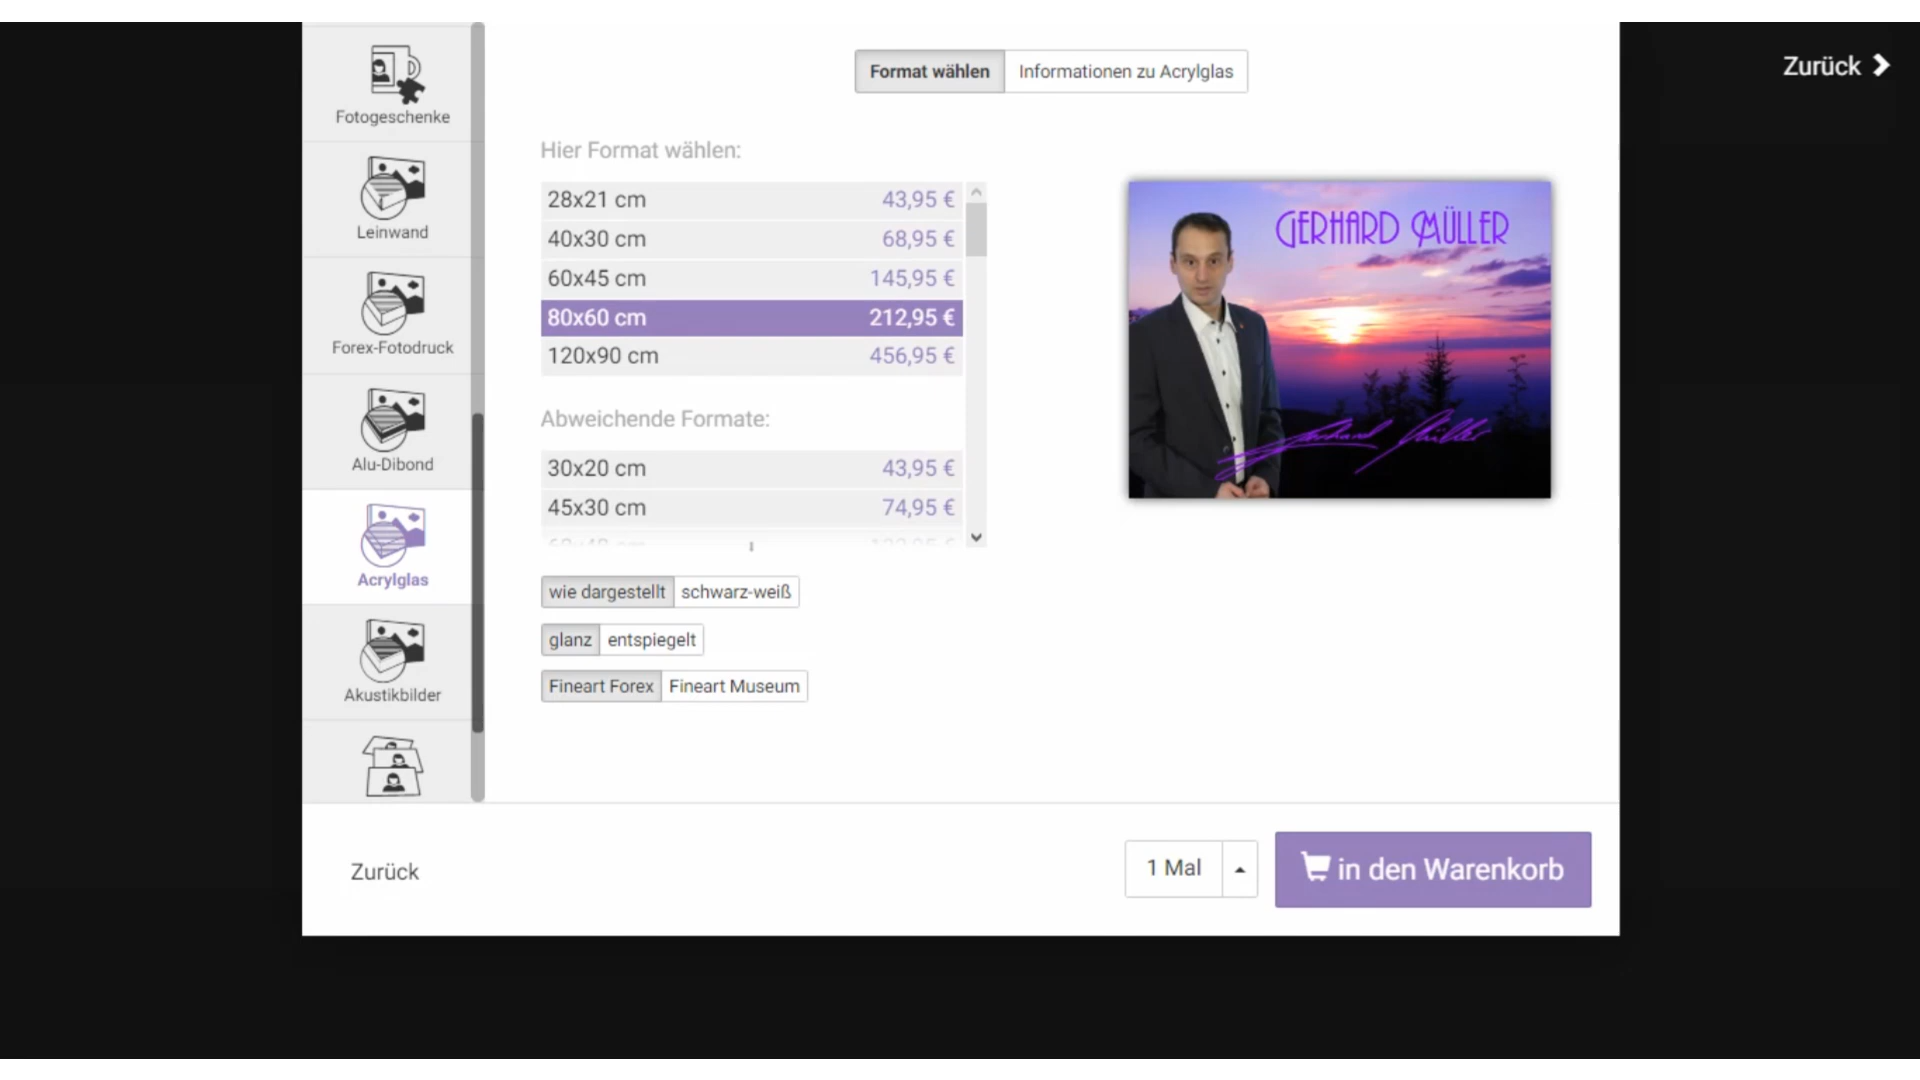 Fotogeschenke
Leinwand
Forex-Fotodruck
Alu-Dibond
Acrylglas
Akustikbilder
Format wählen Informationen zu Acrylglas
Zurück
Hier Format wählen:
28x21 cm 43,95 €
40x30 cm 68,95 €
60x45 cm 145,95 €
80x60 cm 212,95 €
120x90 cm 456,95 €
Abweichende Formate:
30x20 cm 43,95 €
45x30 cm 74,95 €
wie dargestellt schwarz-weiß
glanz entspiegelt
Fineart Forex Fineart Museum
GERHARD MÜLLER
Gerhard Müller
Zurück
1 Mal
in den Warenkorb